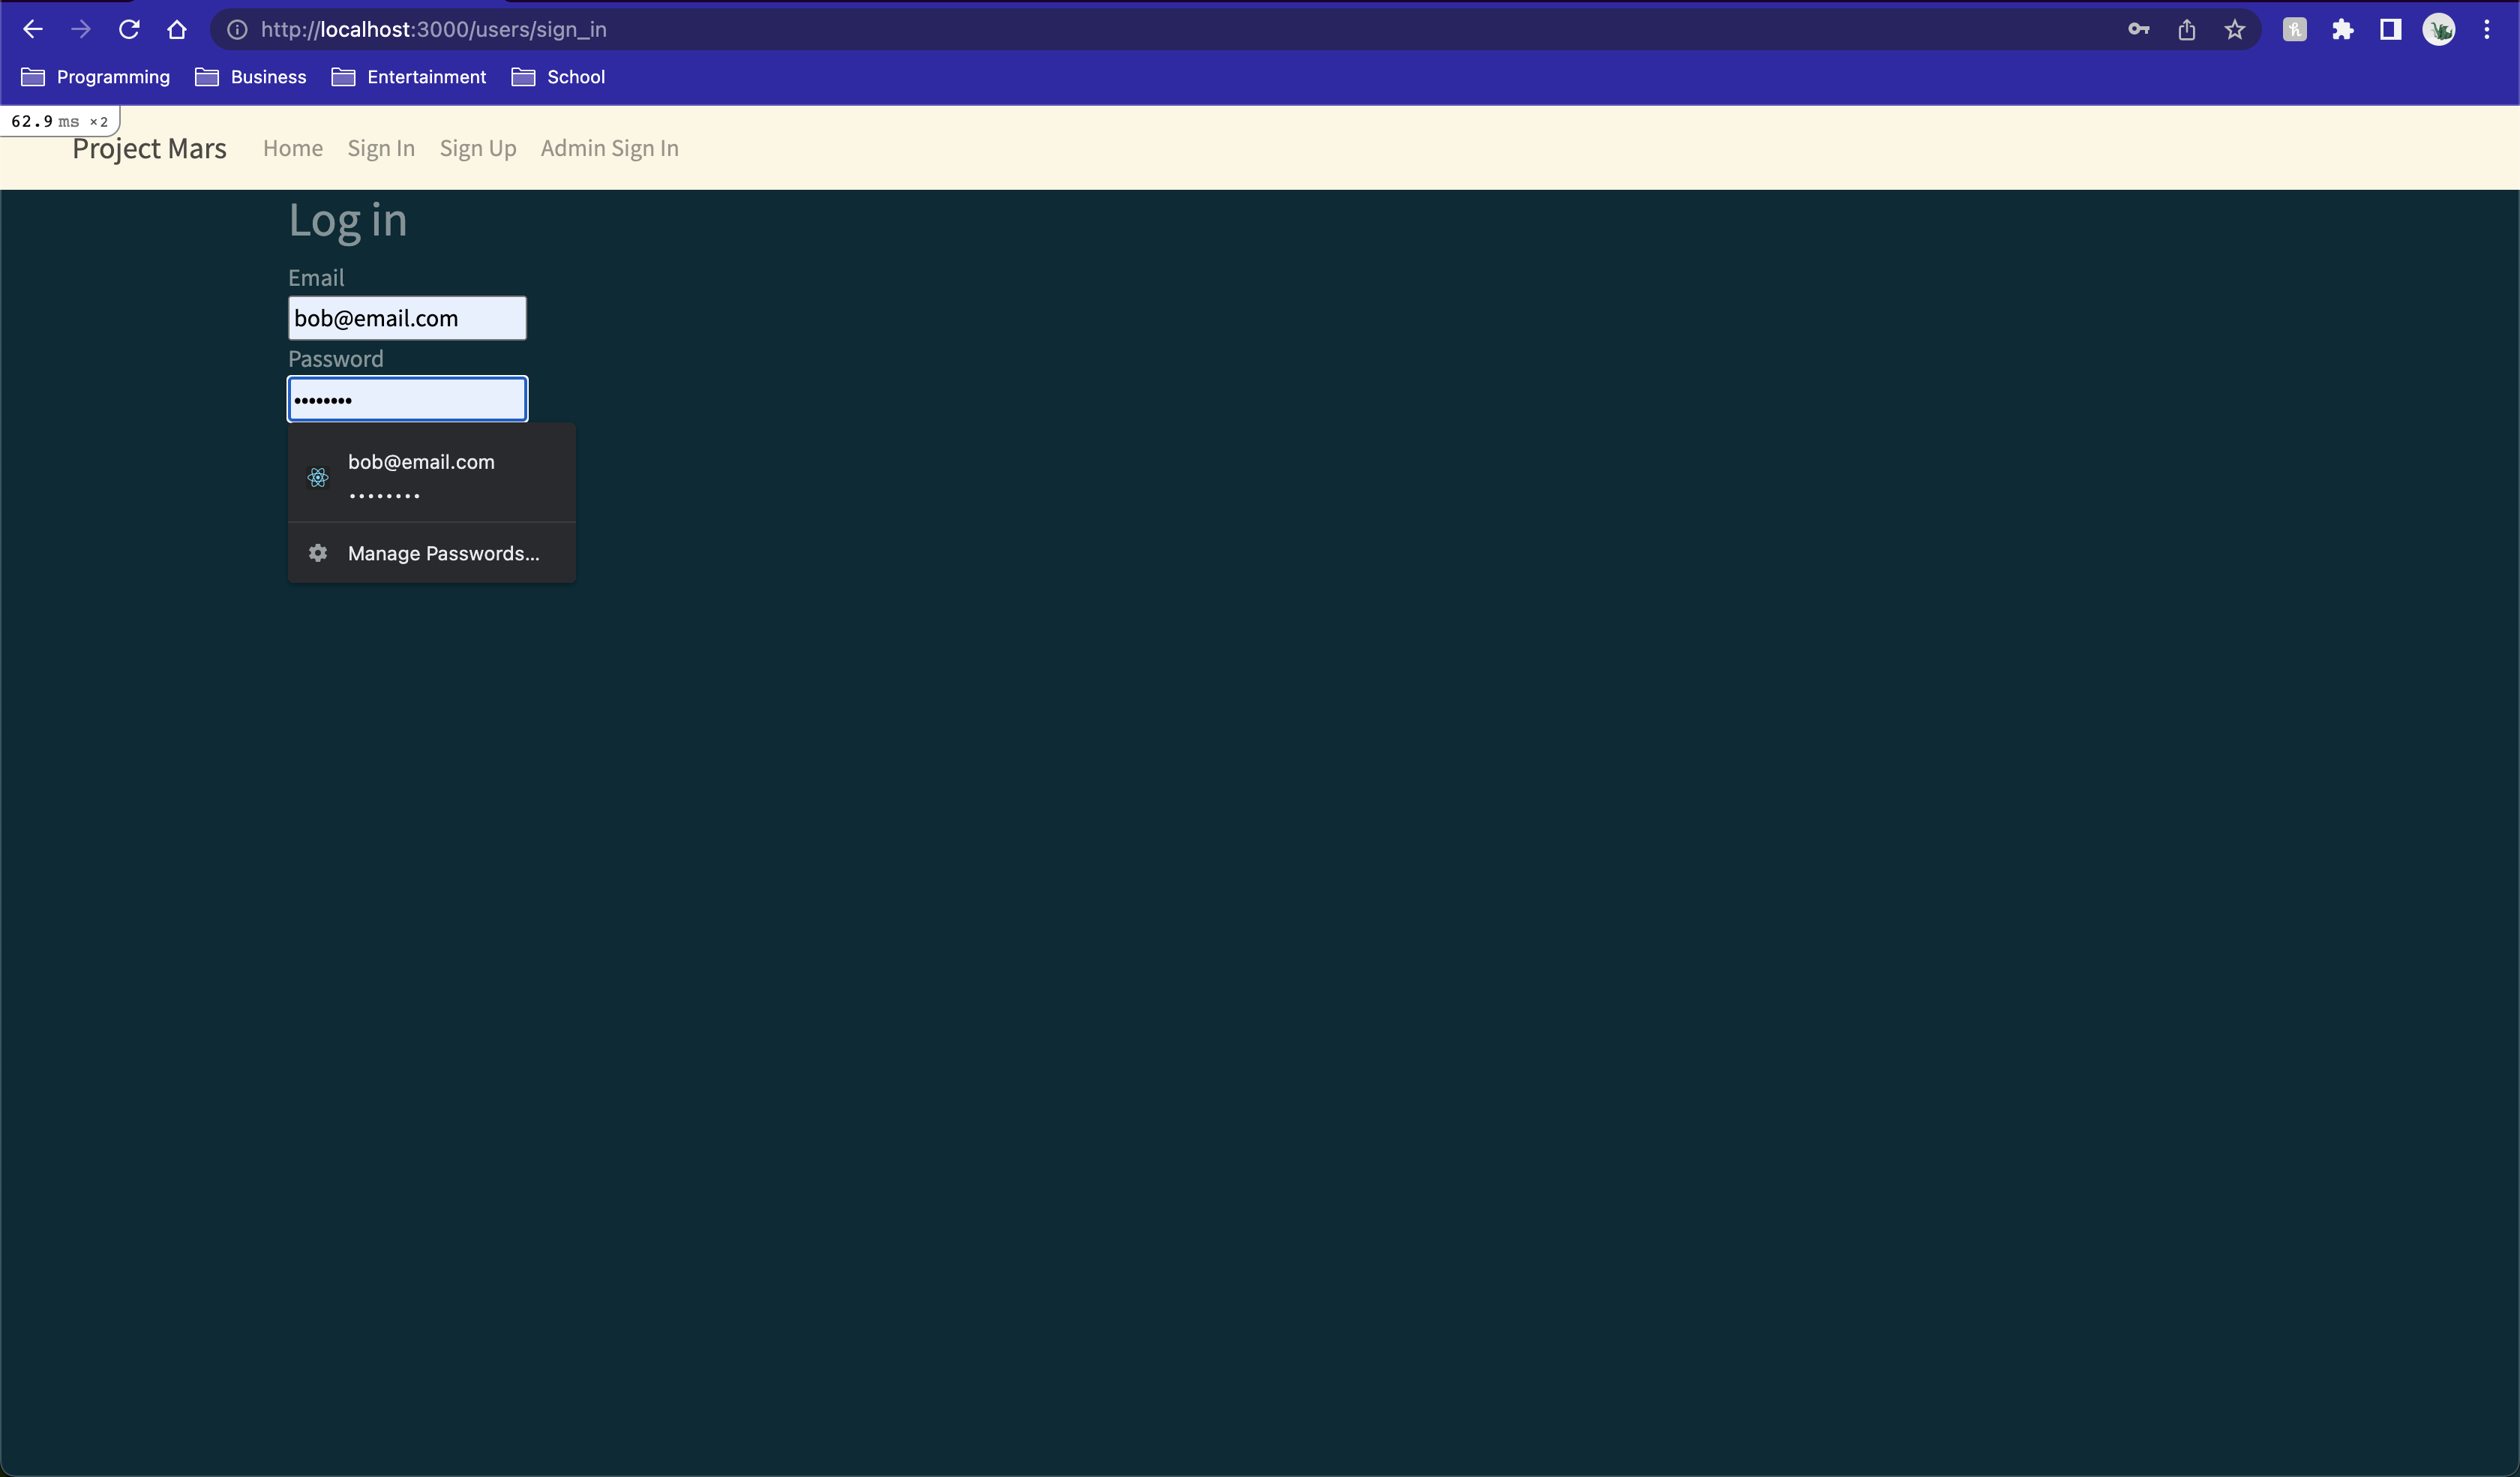 http://localhost:3000/users/sign_in
Programming Business Entertainment School
62.9 ms ×2
Project Mars Home Sign In Sign Up Admin Sign In
Log in
Email
bob@email.com
Password
••••••••
bob@email.com
••••••••
Manage Passwords...